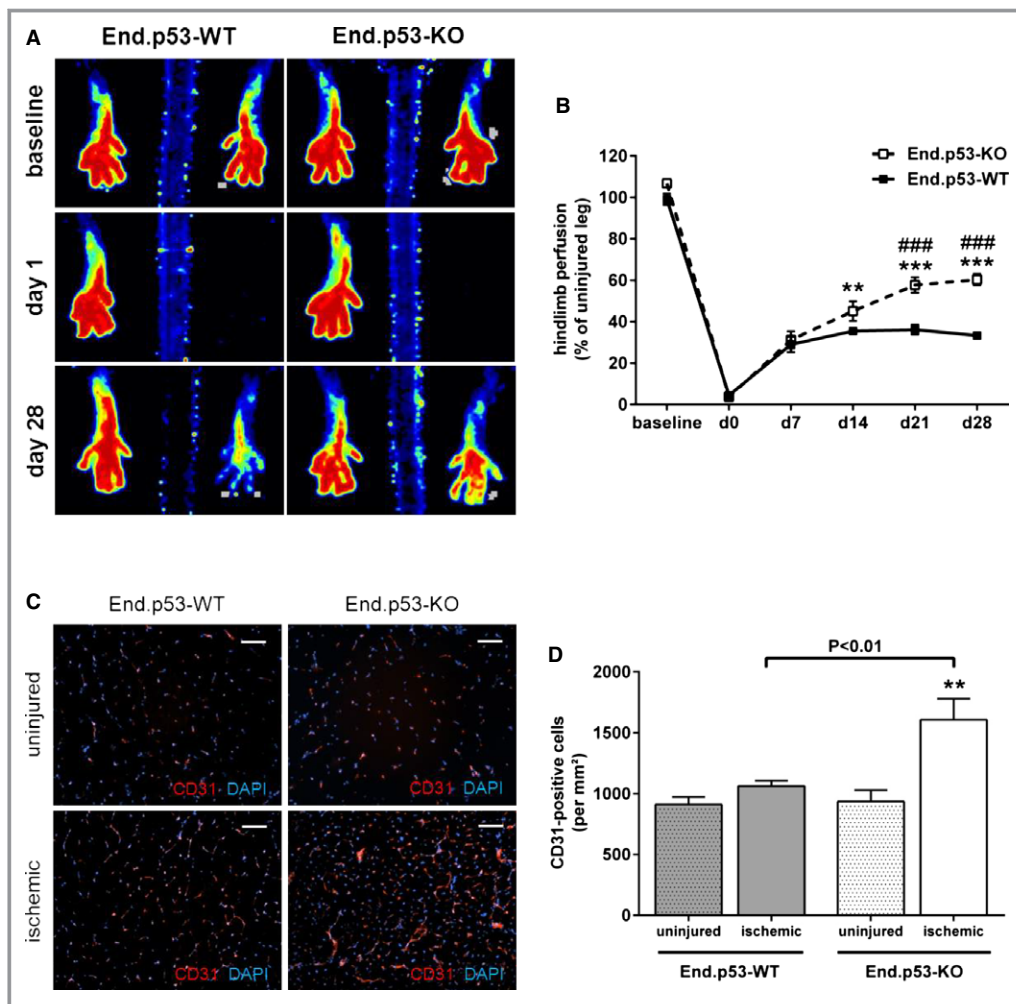 A
End.p53-WT End.p53-KO
baseline
day 1
day 28
B
hindlimb perfusion
(% of uninjured leg)
120
100
80
60
40
20
0
End.p53-KO
End.p53-WT
### ###
** *** ***
baseline d0 d7 d14 d21 d28
C
End.p53-WT End.p53-KO
uninjured
CD31 DAPI CD31 DAPI
ischemic
CD31 DAPI CD31 DAPI
D
P<0.01
**
CD31-positive cells
(per mm²)
2000
1500
1000
500
0
uninjured ischemic uninjured ischemic
End.p53-WT End.p53-KO